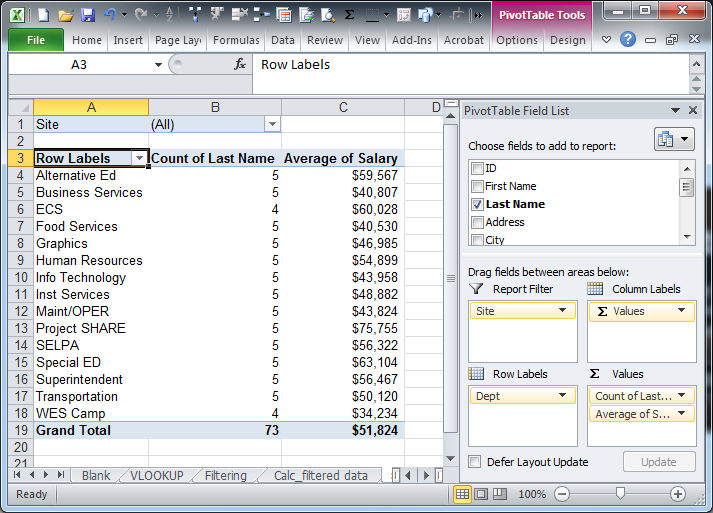 PivotTable Tools
File Home Insert Page Lay Formulas Data Review View Add-Ins Acrobat Options Design
A3 fx Row Labels
A B C D
1 Site (All)
2
3 Row Labels Count of Last Name Average of Salary
4 Alternative Ed 5 $59,567
5 Business Services 5 $40,807
6 ECS 4 $60,028
7 Food Services 5 $40,530
8 Graphics 5 $46,985
9 Human Resources 5 $54,899
10 Info Technology 5 $43,958
11 Inst Services 5 $48,882
12 Maint/OPER 5 $43,824
13 Project SHARE 5 $75,755
14 SELPA 5 $56,322
15 Special ED 5 $63,104
16 Superintendent 5 $56,467
17 Transportation 5 $50,120
18 WES Camp 4 $34,234
19 Grand Total 73 $51,824
20
21
Blank VLOOKUP Filtering Calc_filtered data
Ready 100%
PivotTable Field List
Choose fields to add to report:
ID
First Name
Last Name
Address
City
Drag fields between areas below:
Report Filter Column Labels
Site Σ Values
Row Labels Σ Values
Dept Count of Last...
Average of S...
Defer Layout Update Update